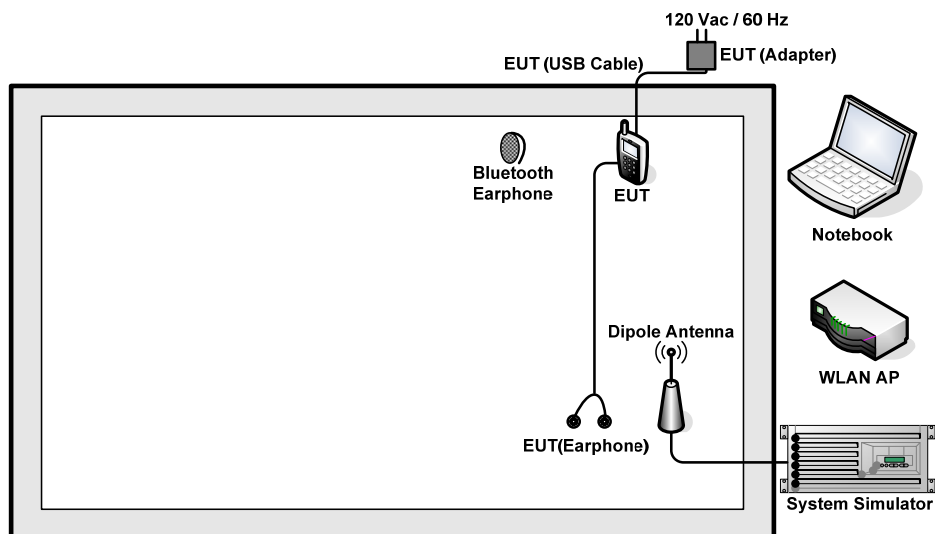 120 Vac / 60 Hz
EUT (USB Cable)
EUT (Adapter)
Bluetooth
Earphone
EUT
Notebook
Dipole Antenna
WLAN AP
EUT(Earphone)
System Simulator